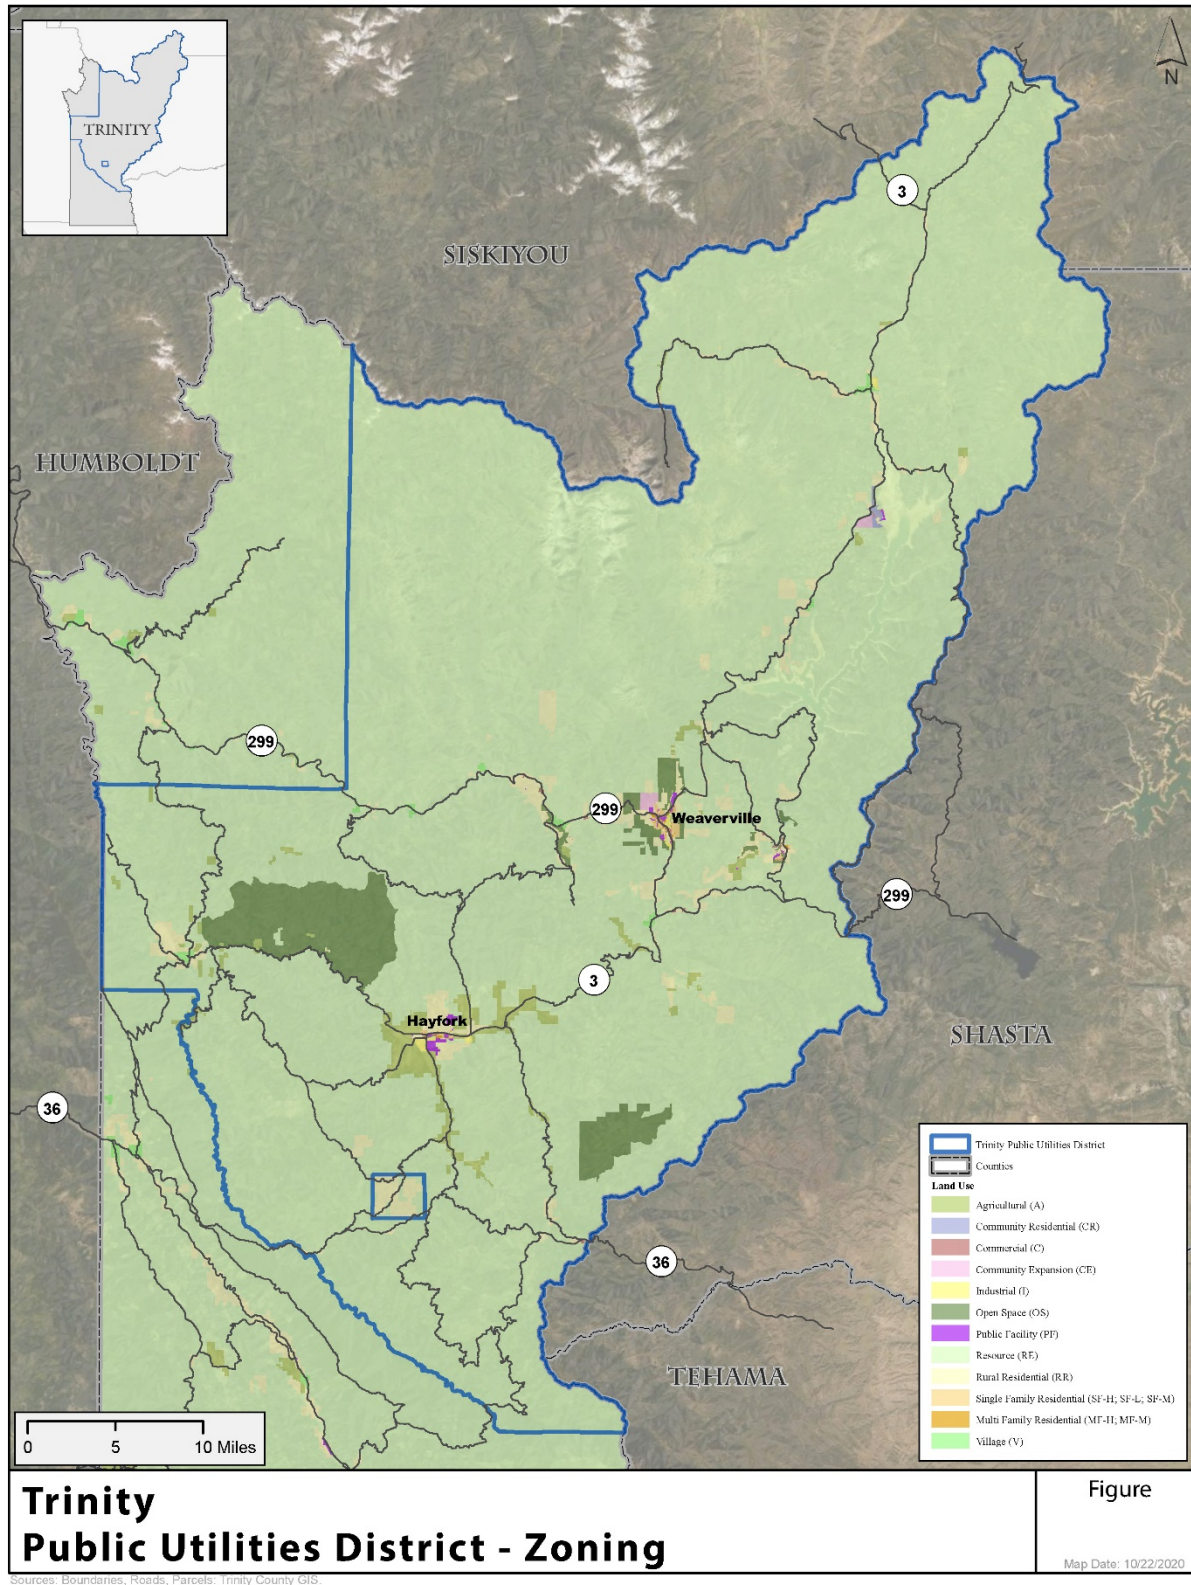 TRINITY
N
3
SISKIYOU
HUMBOLDT
299
299
Weaverville
299
3
Hayfork
SHASTA
36
36
TEHAMA
Trinity Public Utilities District
Counties
Land Use
Agricultural (A)
Community Residential (CR)
Commercial (C)
Community Expansion (CE)
Industrial (I)
Open Space (OS)
Public Facility (PF)
Resource (RE)
Rural Residential (RR)
Single Family Residential (SF-H; SF-L; SF-M)
Multi Family Residential (MF-H; MF-M)
Village (V)
0 5 10 Miles
Trinity
Public Utilities District - Zoning
Figure
Map Date: 10/22/2020
Sources: Boundaries, Roads, Parcels: Trinity County GIS.